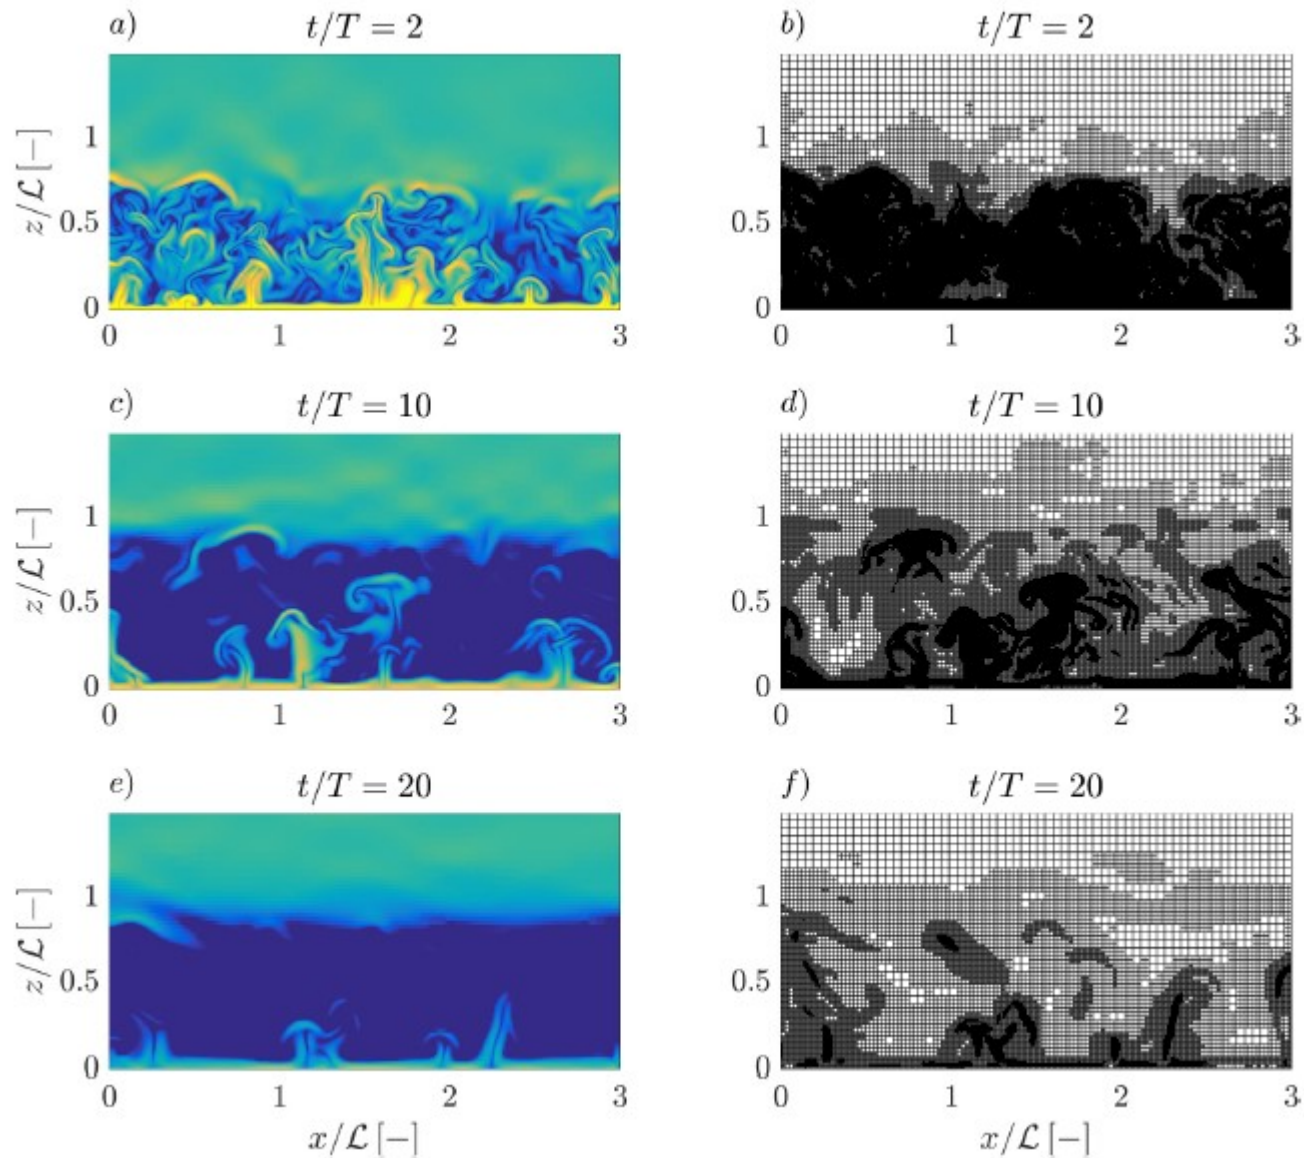 a) t/T = 2 b) t/T = 2
z/ℒ [−]
1 1
0.5 0.5
0 0
0 1 2 3 0 1 2 3
c) t/T = 10 d) t/T = 10
z/ℒ [−]
1 1
0.5 0.5
0 0
0 1 2 3 0 1 2 3
e) t/T = 20 f) t/T = 20
z/ℒ [−]
1 1
0.5 0.5
0 0
0 1 2 3 0 1 2 3
x/ℒ [−] x/ℒ [−]